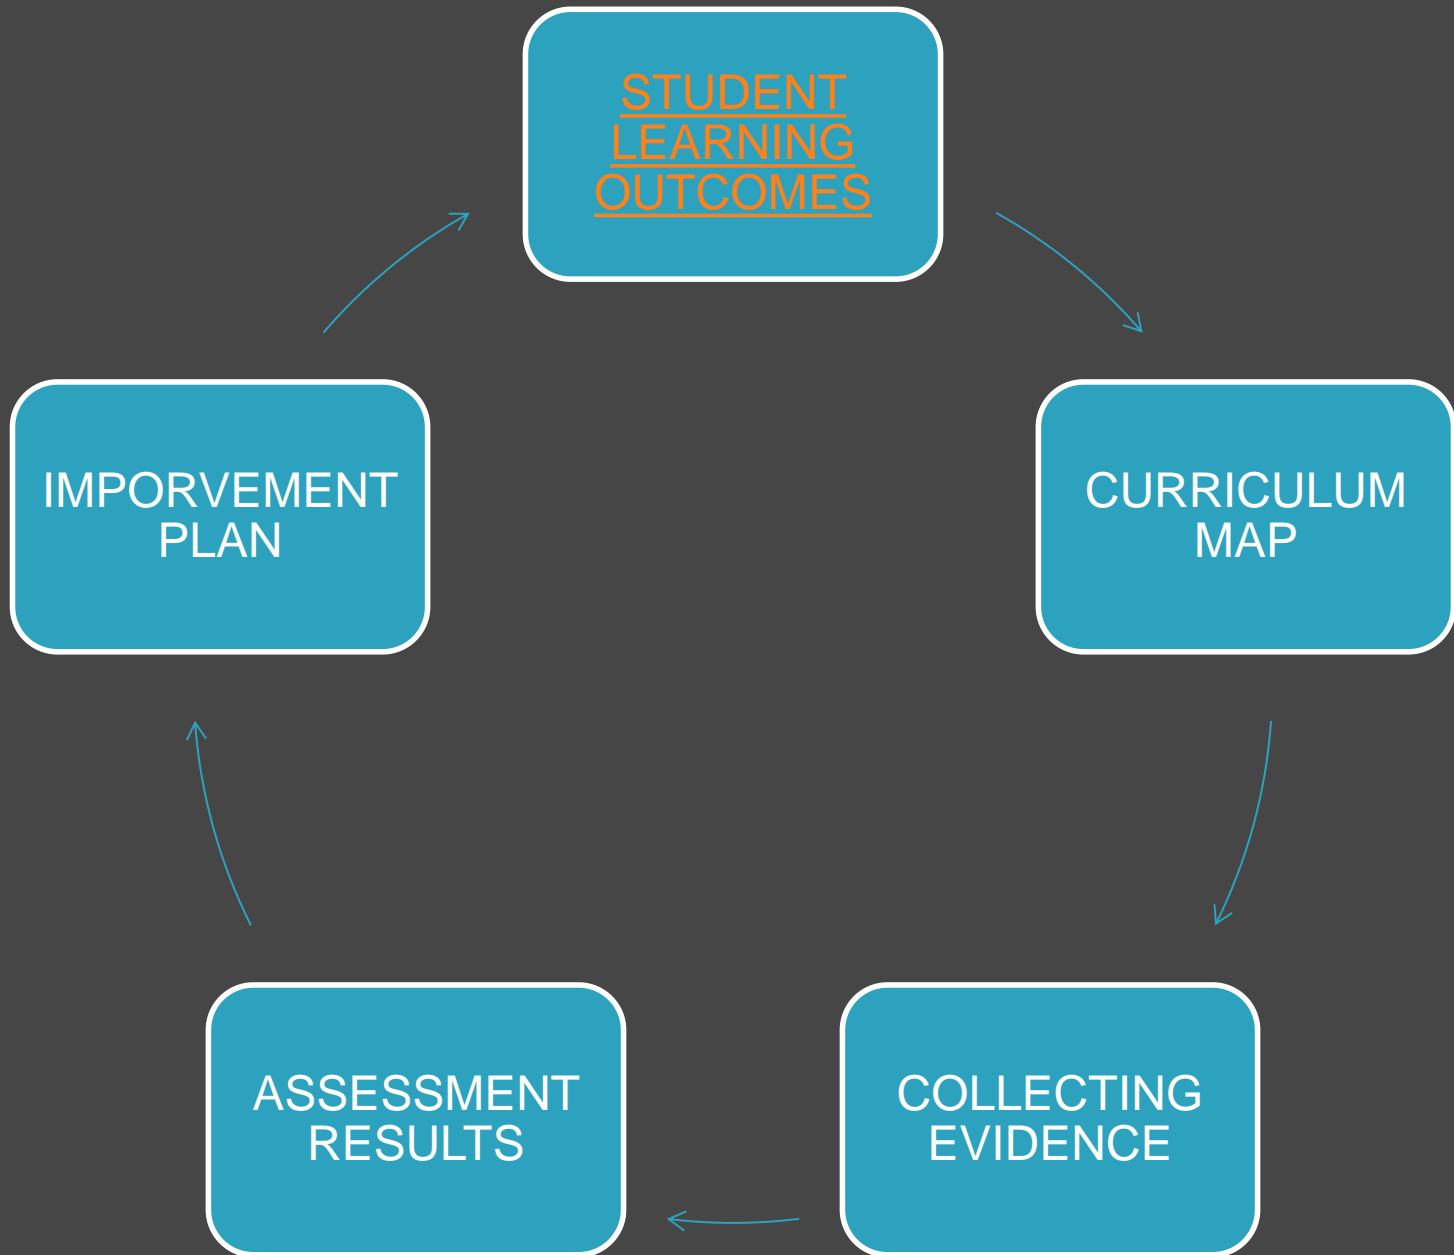 STUDENT
LEARNING
OUTCOMES
IMPORVEMENT
PLAN
CURRICULUM
MAP
ASSESSMENT
RESULTS
COLLECTING
EVIDENCE